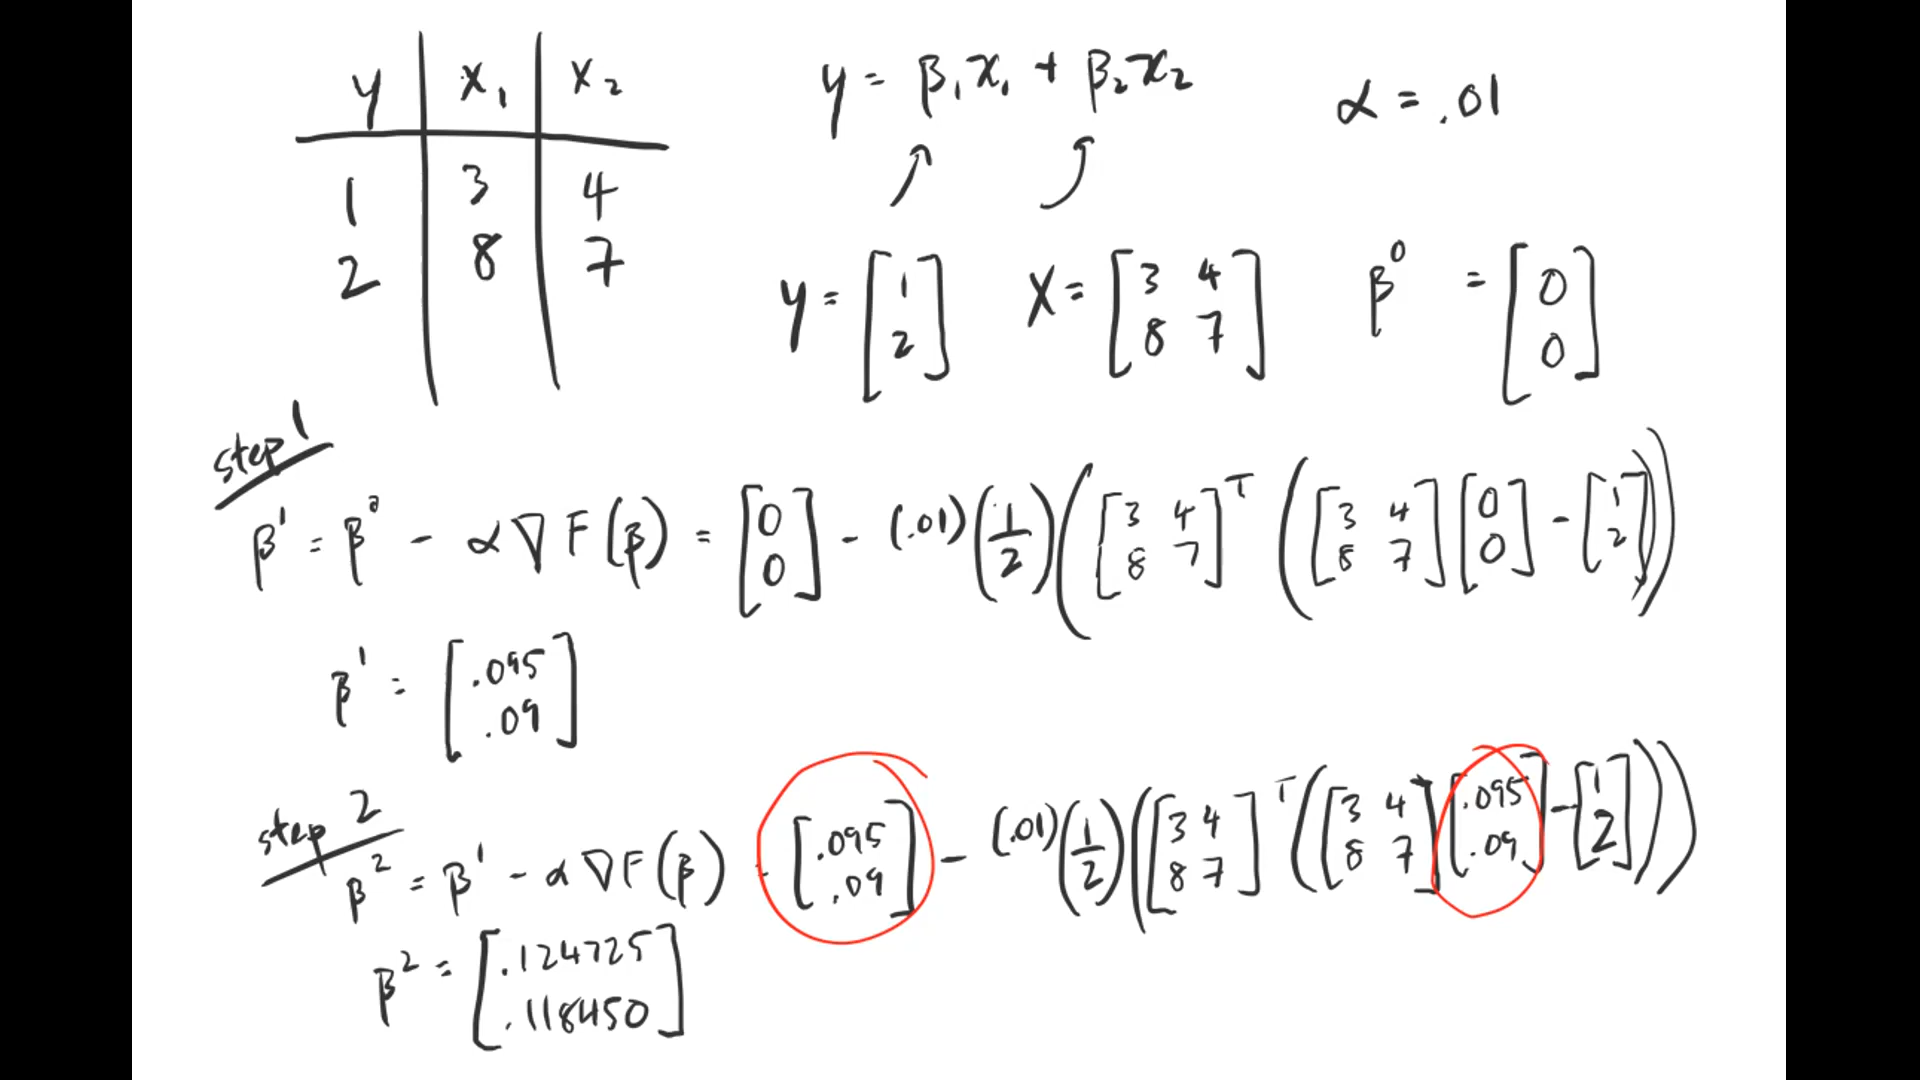 y x₁ x₂
1 3 4
2 8 7
y = β₁x₁ + β₂x₂
α = .01
y = [1 2] X = [3 4 8 7] β⁰ = [0 0]
step 1
β¹ = β⁰ - α∇F(β) = [0 0] - (.01)(1/2)([3 4 8 7]ᵀ([3 4 8 7][0 0] - [1 2]))
β¹ = [.095 .09]
step 2
β² = β¹ - α∇F(β) = [.095 .09] - (.01)(1/2)([3 4 8 7]ᵀ([3 4 8 7][.095 .09] - [1 2]))
β² = [.124725 .118450]